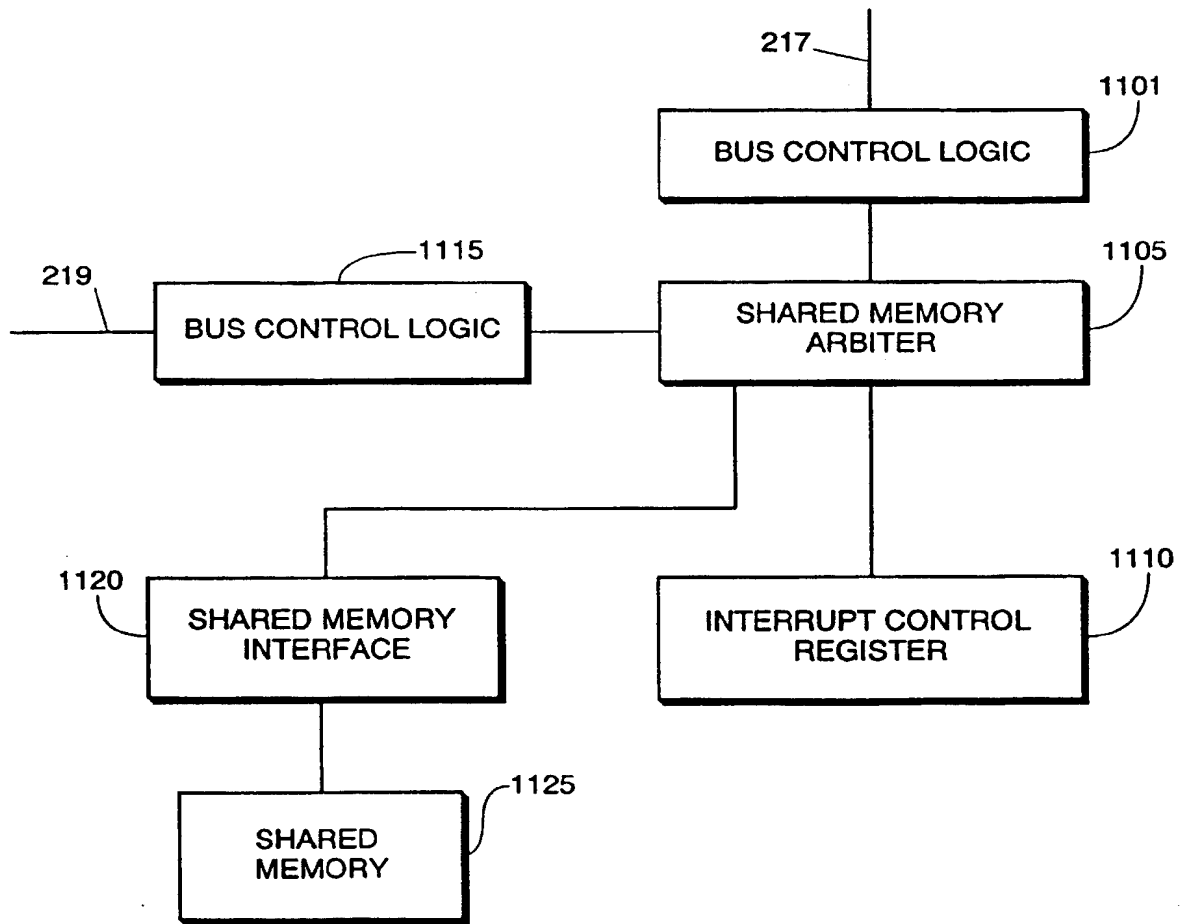 217
1101
BUS CONTROL LOGIC
1115
1105
219
BUS CONTROL LOGIC
SHARED MEMORY
ARBITER
1120
1110
SHARED MEMORY
INTERFACE
INTERRUPT CONTROL
REGISTER
1125
SHARED
MEMORY